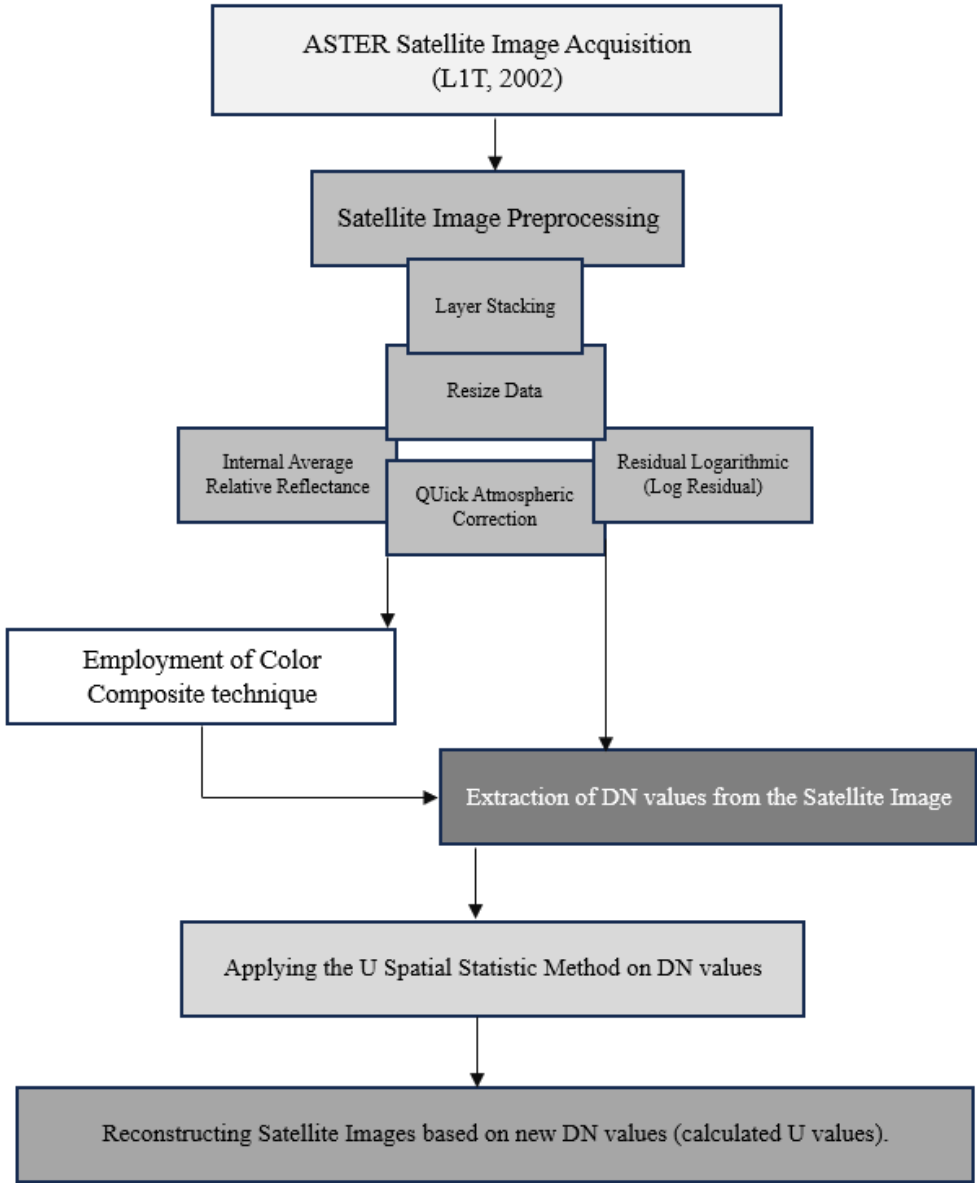 ASTER Satellite Image Acquisition
(L1T, 2002)
Satellite Image Preprocessing
Layer Stacking
Resize Data
Internal Average
Relative Reflectance
QUick Atmospheric
Correction
Residual Logarithmic
(Log Residual)
Employment of Color
Composite technique
Extraction of DN values from the Satellite Image
Applying the U Spatial Statistic Method on DN values
Reconstructing Satellite Images based on new DN values (calculated U values).